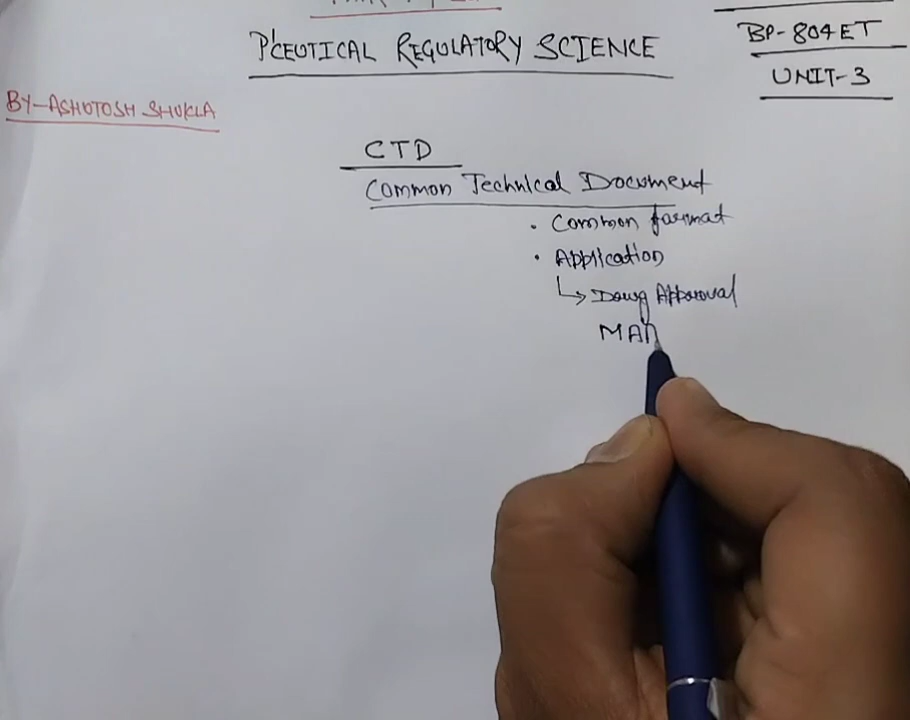 P'CEUTICAL REGULATORY SCIENCE
BP-804ET
UNIT-3
BY-ASHUTOSH SHUKLA
CTD
Common Technical Document
• Common format
• Application
↳ Drug Approval
MAR